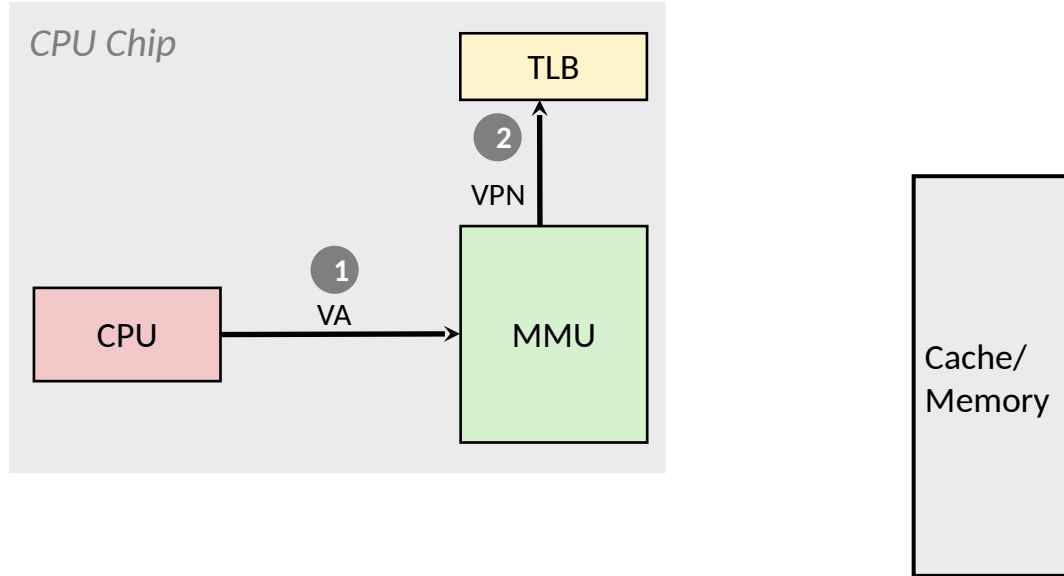 CPU Chip
TLB
2
VPN
1
VA
CPU
MMU
Cache/
Memory